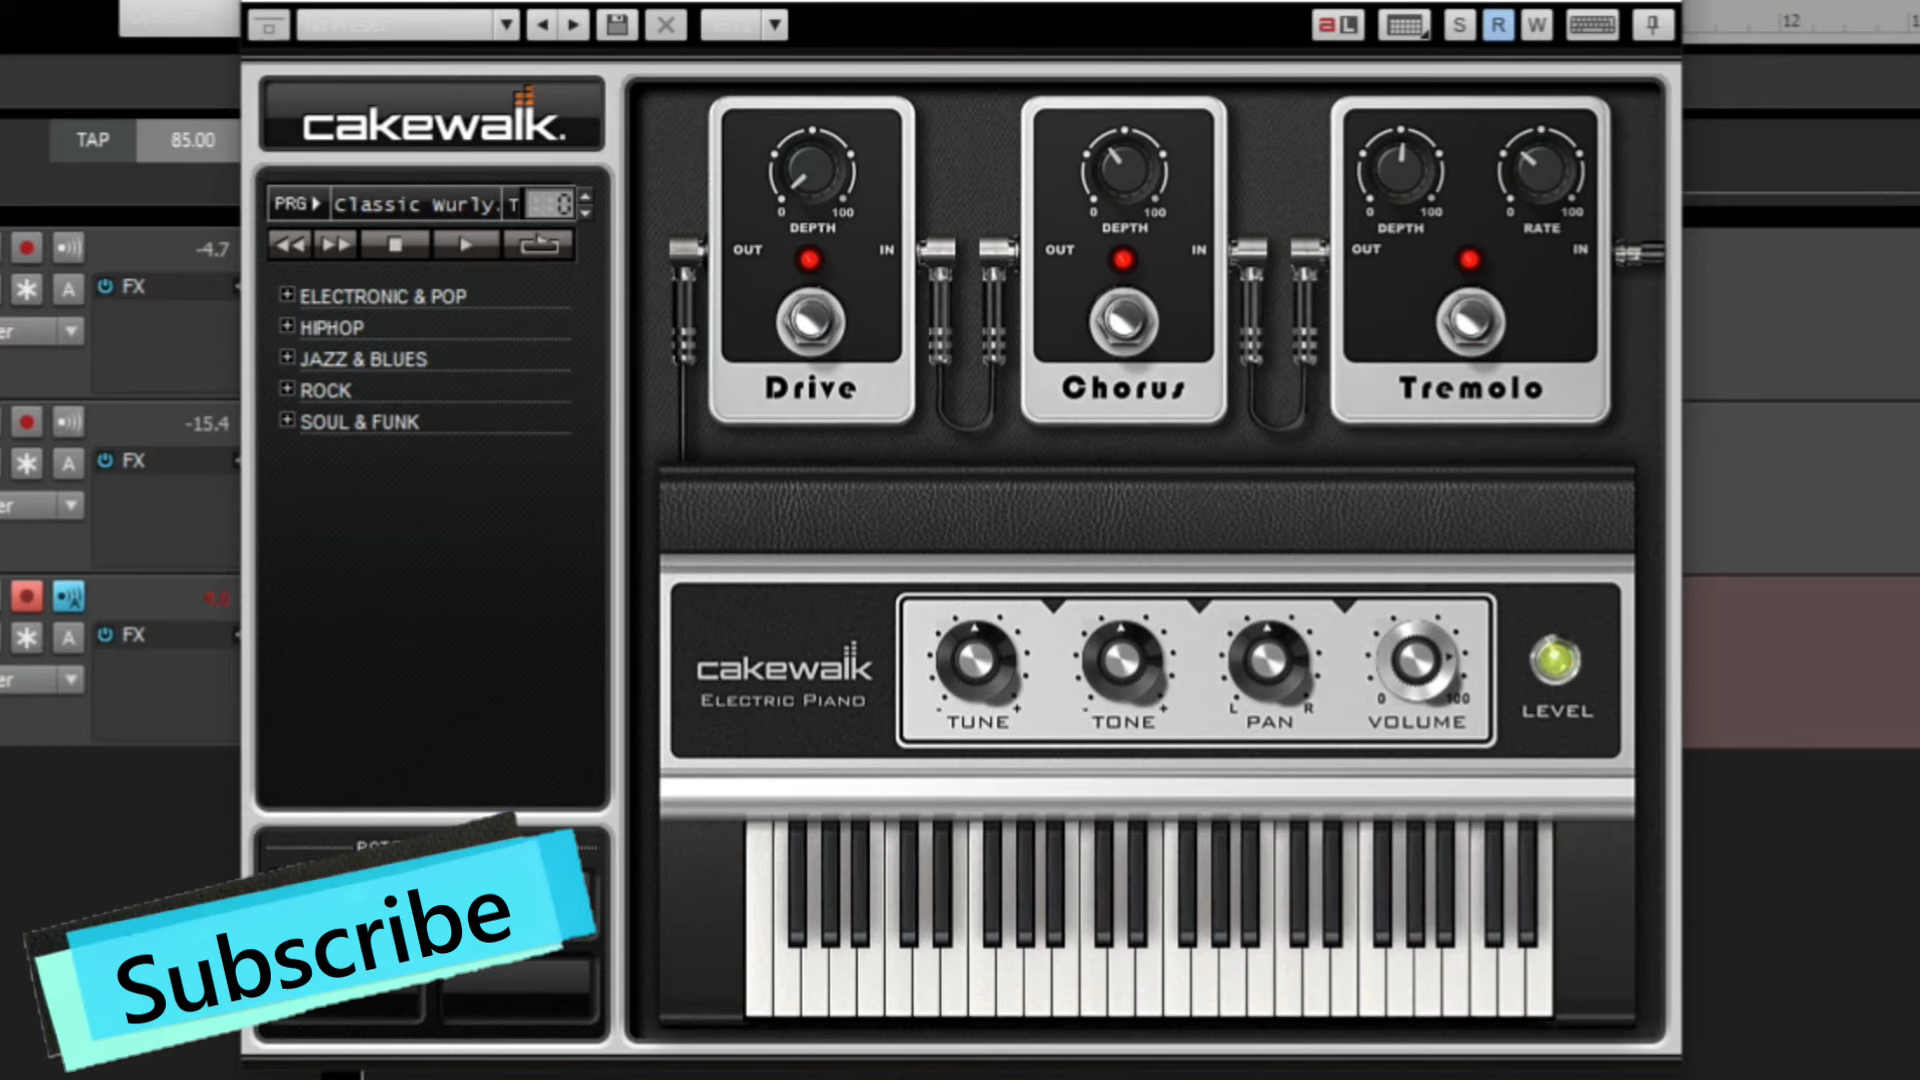 S R W
12
cakewalk.
TAP 85.00
PRG Classic Wurly. T
ELECTRONIC & POP
HIPHOP
JAZZ & BLUES
ROCK
SOUL & FUNK
0 100
DEPTH
OUT IN
Drive
0 100
DEPTH
OUT IN
Chorus
0 100 0 100
DEPTH RATE
OUT IN
Tremolo
-4.7
A FX
-15.4
A FX
A FX
cakewalk
ELECTRIC PIANO
- + - + L R 0 100
TUNE TONE PAN VOLUME
LEVEL
Subscribe